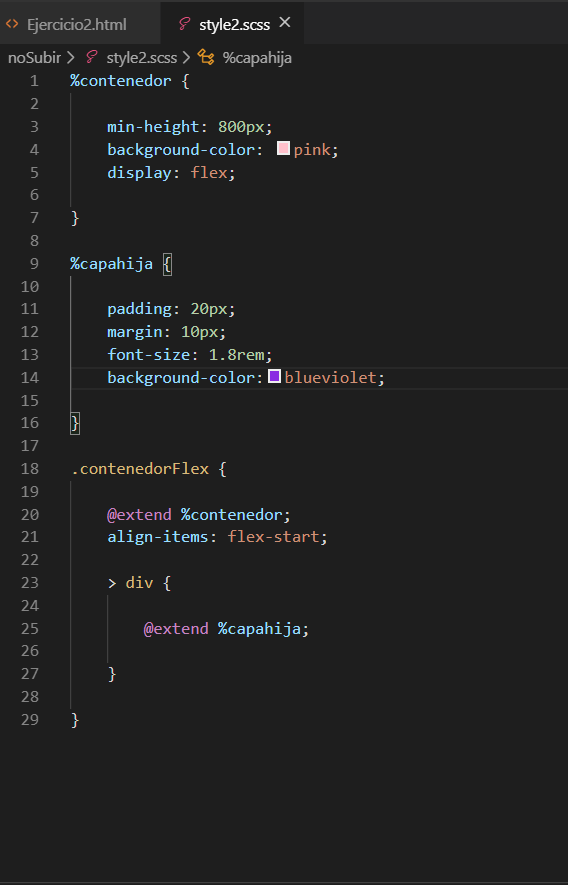 Ejercicio2.html style2.scss
noSubir > style2.scss > %capahija
1 %contenedor {
2
3 min-height: 800px;
4 background-color: pink;
5 display: flex;
6
7 }
8
9 %capahija {
10
11 padding: 20px;
12 margin: 10px;
13 font-size: 1.8rem;
14 background-color: blueviolet;
15
16 }
17
18 .contenedorFlex {
19
20 @extend %contenedor;
21 align-items: flex-start;
22
23 > div {
24
25 @extend %capahija;
26
27 }
28
29 }